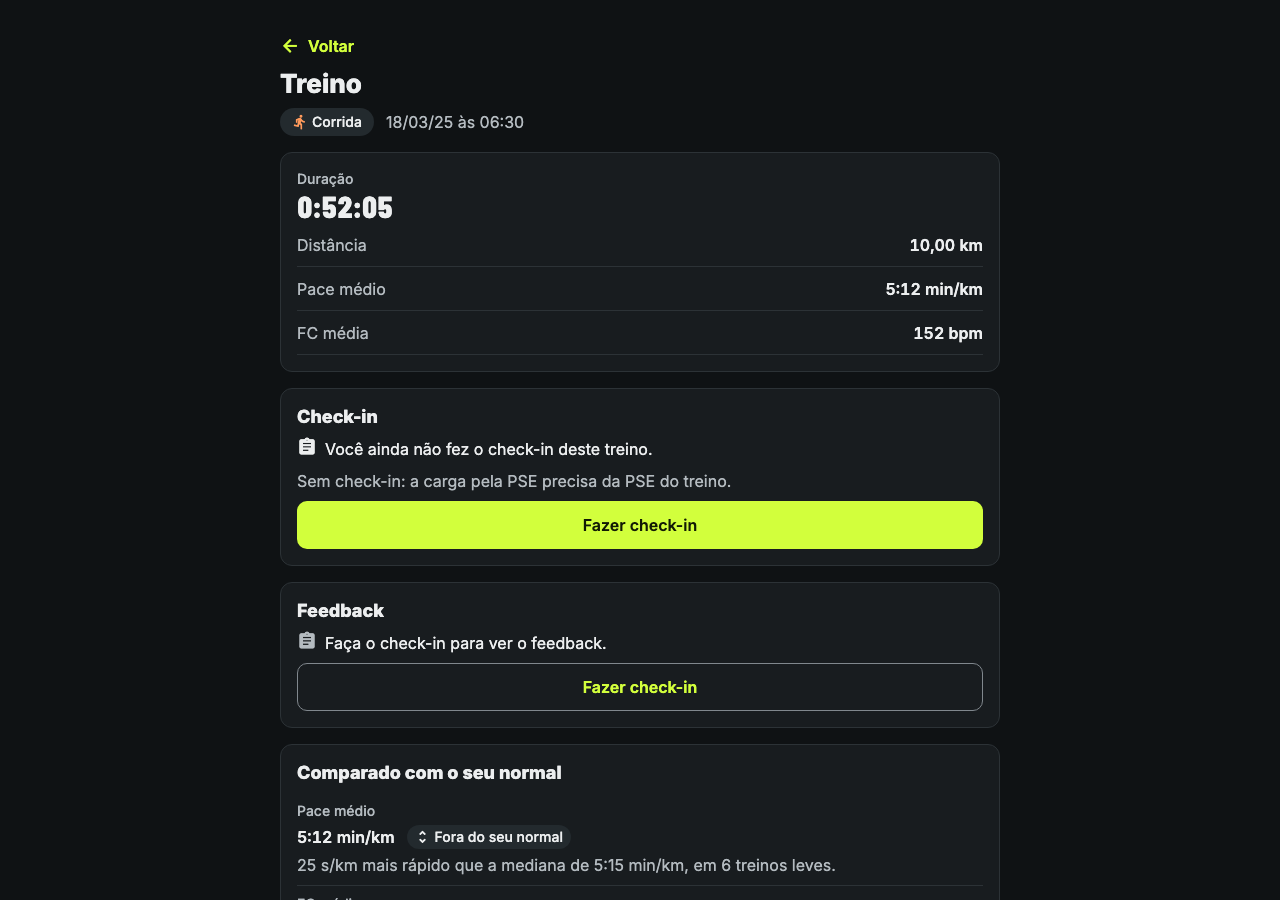 Voltar
Treino
Corrida 18/03/25 às 06:30
Duração
0:52:05
Distância 10,00 km
Pace médio 5:12 min/km
FC média 152 bpm
Check-in
Você ainda não fez o check-in deste treino.
Sem check-in: a carga pela PSE precisa da PSE do treino.
Fazer check-in
Feedback
Faça o check-in para ver o feedback.
Fazer check-in
Comparado com o seu normal
Pace médio
5:12 min/km Fora do seu normal
25 s/km mais rápido que a mediana de 5:15 min/km, em 6 treinos leves.